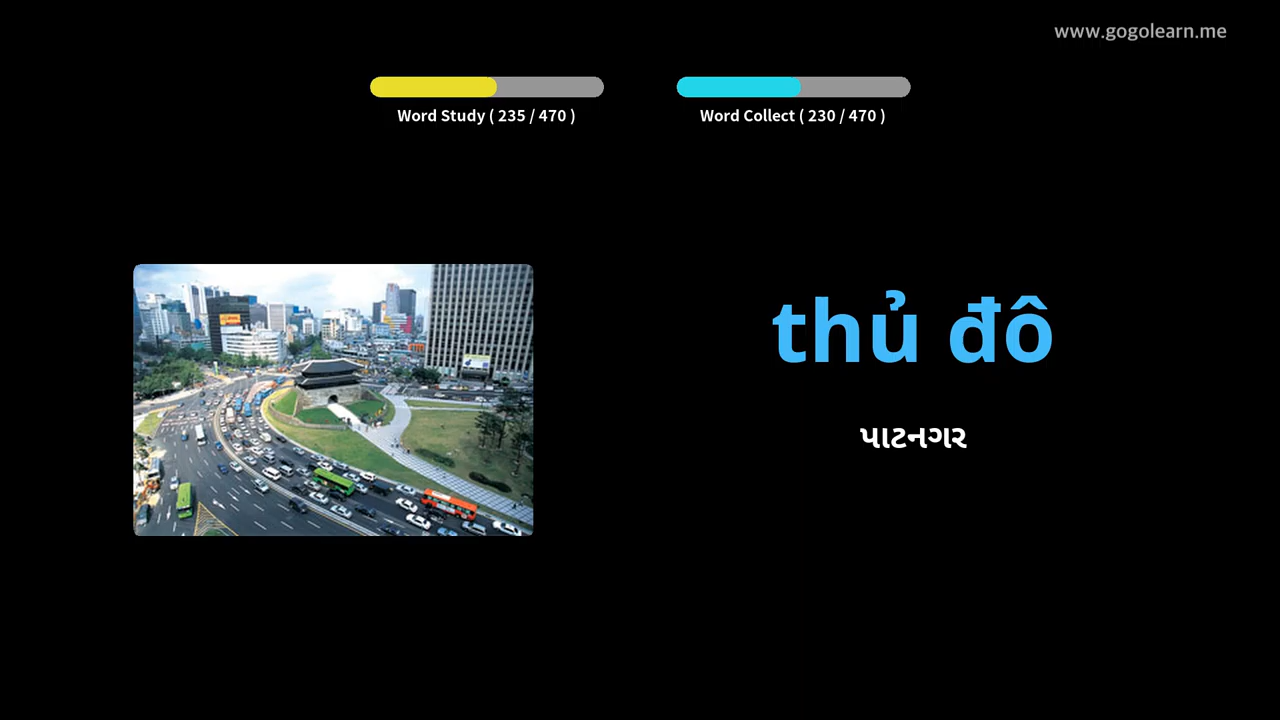 www.gogolearn.me
Word Study ( 235 / 470 )
Word Collect ( 230 / 470 )
thủ đô
પાટનગર